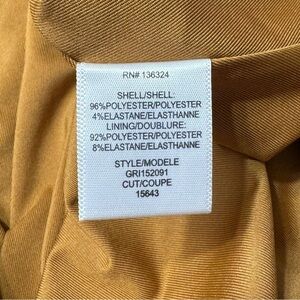 RN# 136324
SHELL/SHELL:
96%POLYESTER/POLYESTER
4%ELASTANE/ELASTHANNE
LINING/DOUBLURE:
92%POLYESTER/POLYESTER
8%ELASTANE/ELASTHANNE
STYLE/MODELE
GRI152091
CUT/COUPE
15643